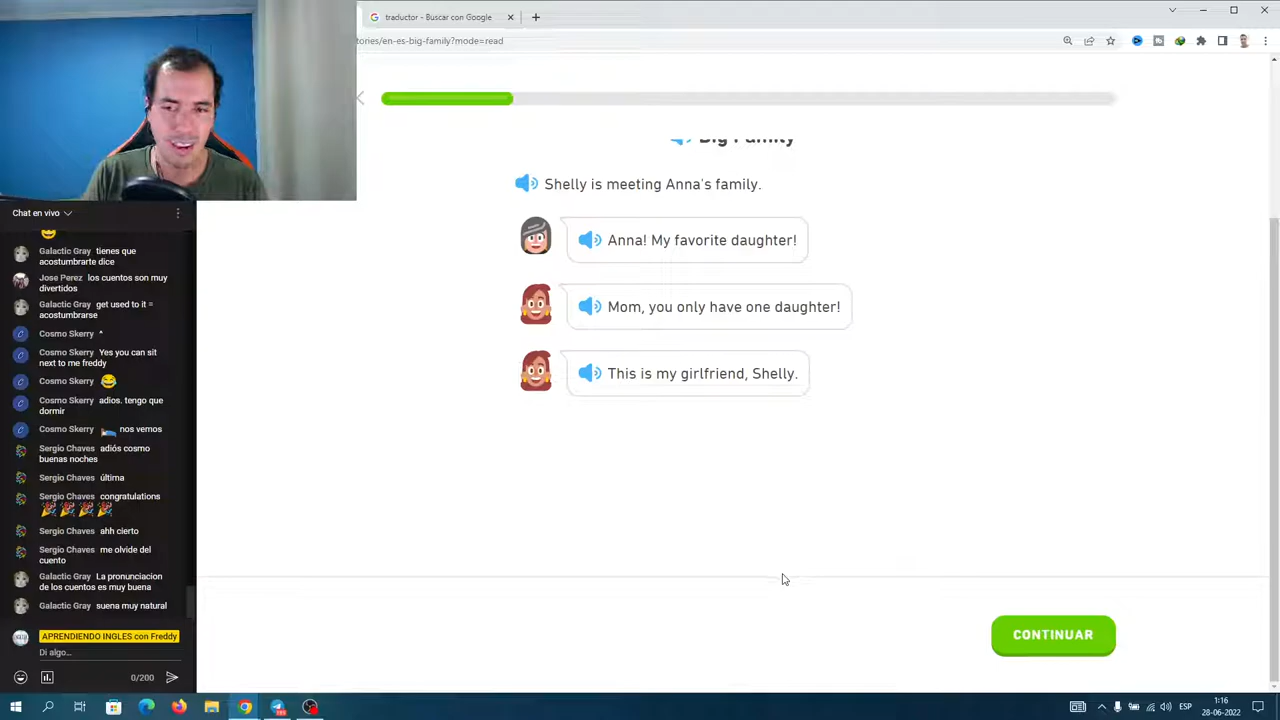 traductor - Buscar con Google
tories/en-es-big-family?mode=read
Big Family
Shelly is meeting Anna's family.
Anna! My favorite daughter!
Mom, you only have one daughter!
This is my girlfriend, Shelly.
CONTINUAR
Chat en vivo
Galactic Gray tienes que
acostumbrarte dice
Jose Perez los cuentos son muy
divertidos
Galactic Gray get used to it =
acostumbrarse
Cosmo Skerry ^
Cosmo Skerry Yes you can sit
next to me freddy
Cosmo Skerry
Cosmo Skerry adios. tengo que
dormir
Cosmo Skerry nos vemos
Sergio Chaves adiós cosmo
buenas noches
Sergio Chaves última
Sergio Chaves congratulations
Sergio Chaves ahh cierto
Sergio Chaves me olvide del
cuento
Galactic Gray La pronunciacion
de los cuentos es muy buena
Galactic Gray suena muy natural
APRENDIENDO INGLES con Freddy
Di algo...
0/200
ESP
1:16
28-06-2022